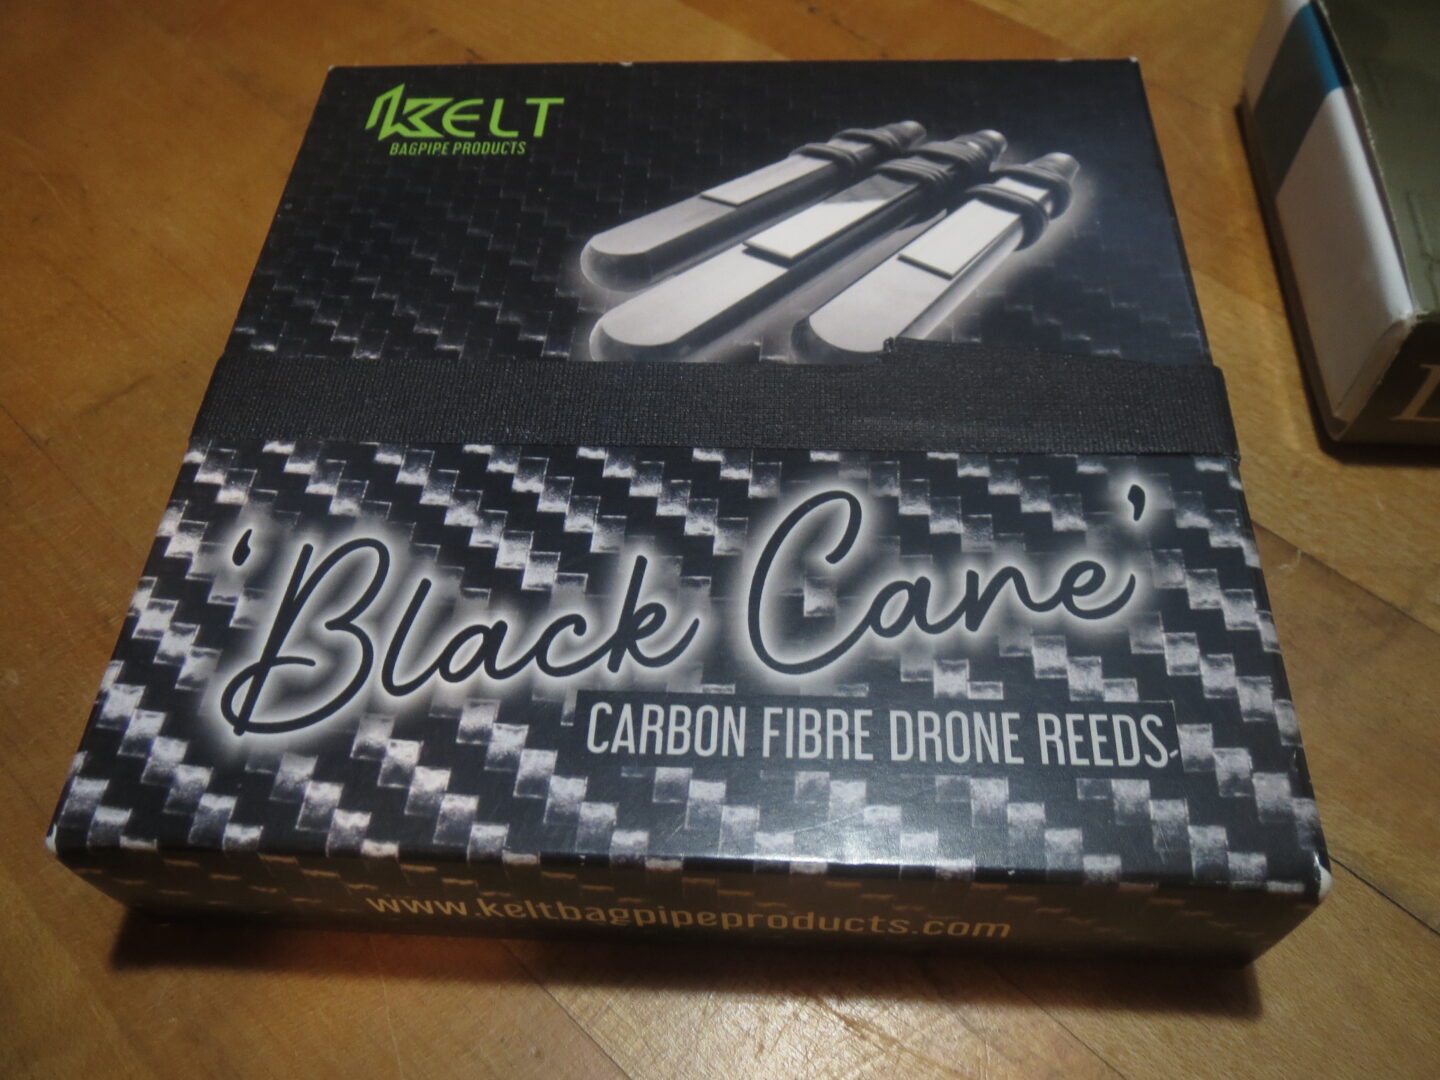 KELT
BAGPIPE PRODUCTS
'Black Cane'
CARBON FIBRE DRONE REEDS
www.keltbagpipeproducts.com